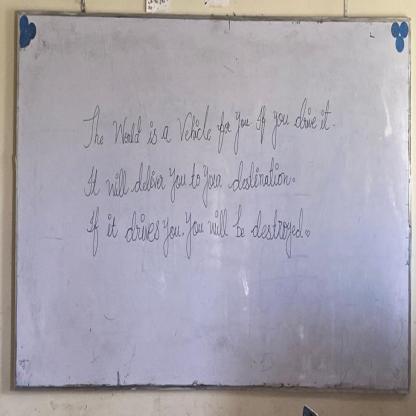 The World is a Vehicle for you If you drive it.
It will deliver you to your destination.
If it drives you, you will be destroyed.